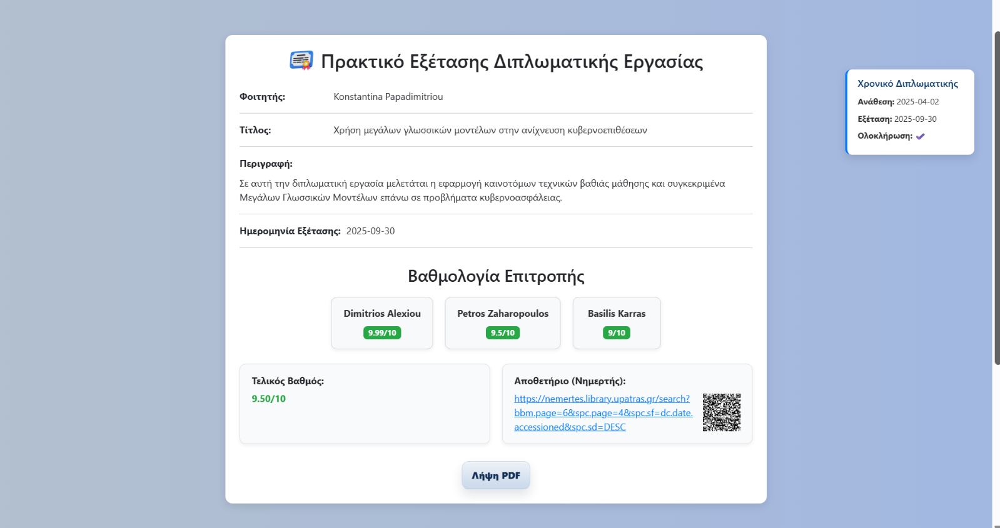 Πρακτικό Εξέτασης Διπλωματικής Εργασίας
Φοιτητής: Konstantina Papadimitriou
Τίτλος: Χρήση μεγάλων γλωσσικών μοντέλων στην ανίχνευση κυβερνοεπιθέσεων
Περιγραφή:
Σε αυτή την διπλωματική εργασία μελετάται η εφαρμογή καινοτόμων τεχνικών βαθιάς μάθησης και συγκεκριμένα
Μεγάλων Γλωσσικών Μοντέλων επάνω σε προβλήματα κυβερνοασφάλειας.
Ημερομηνία Εξέτασης: 2025-09-30
Βαθμολογία Επιτροπής
Dimitrios Alexiou
9.99/10
Petros Zaharopoulos
9.5/10
Basilis Karras
9/10
Τελικός Βαθμός:
9.50/10
Αποθετήριο (Νημερτής):
https://nemertes.library.upatras.gr/search?
bbm.page=6&spc.page=4&spc.sf=dc.date.
accessioned&spc.sd=DESC
Λήψη PDF
Χρονικό Διπλωματικής
Ανάθεση: 2025-04-02
Εξέταση: 2025-09-30
Ολοκλήρωση: